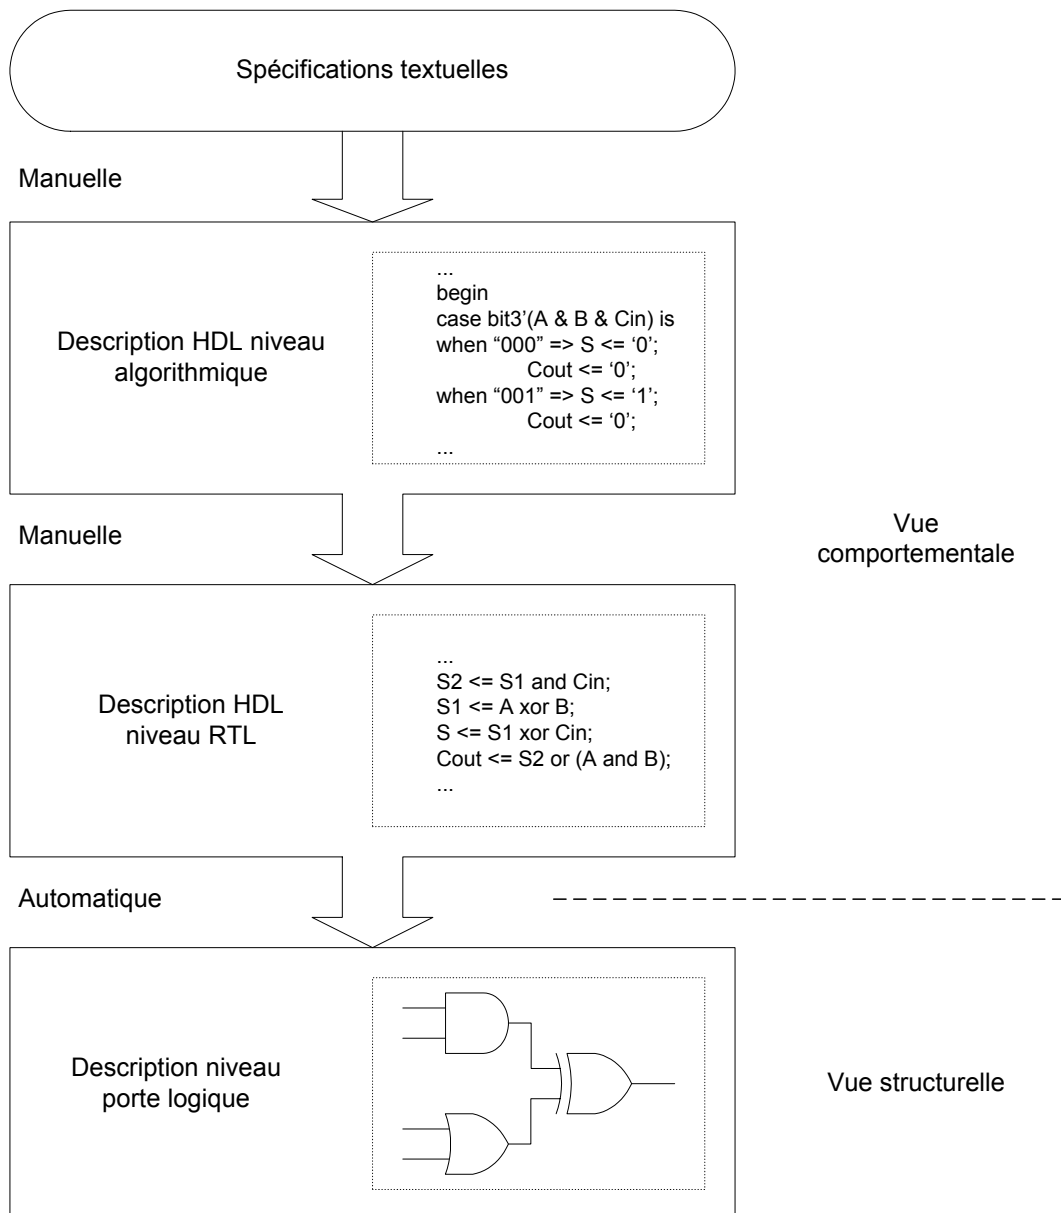 Spécifications textuelles
Manuelle
Description HDL niveau
algorithmique
...
begin
case bit3’(A & B & Cin) is
when “000” => S <= ‘0’;
Cout <= ‘0’;
when “001” => S <= ‘1’;
Cout <= ‘0’;
...
Manuelle
Vue
comportementale
Description HDL
niveau RTL
...
S2 <= S1 and Cin;
S1 <= A xor B;
S <= S1 xor Cin;
Cout <= S2 or (A and B);
...
Automatique
Description niveau
porte logique
Vue structurelle